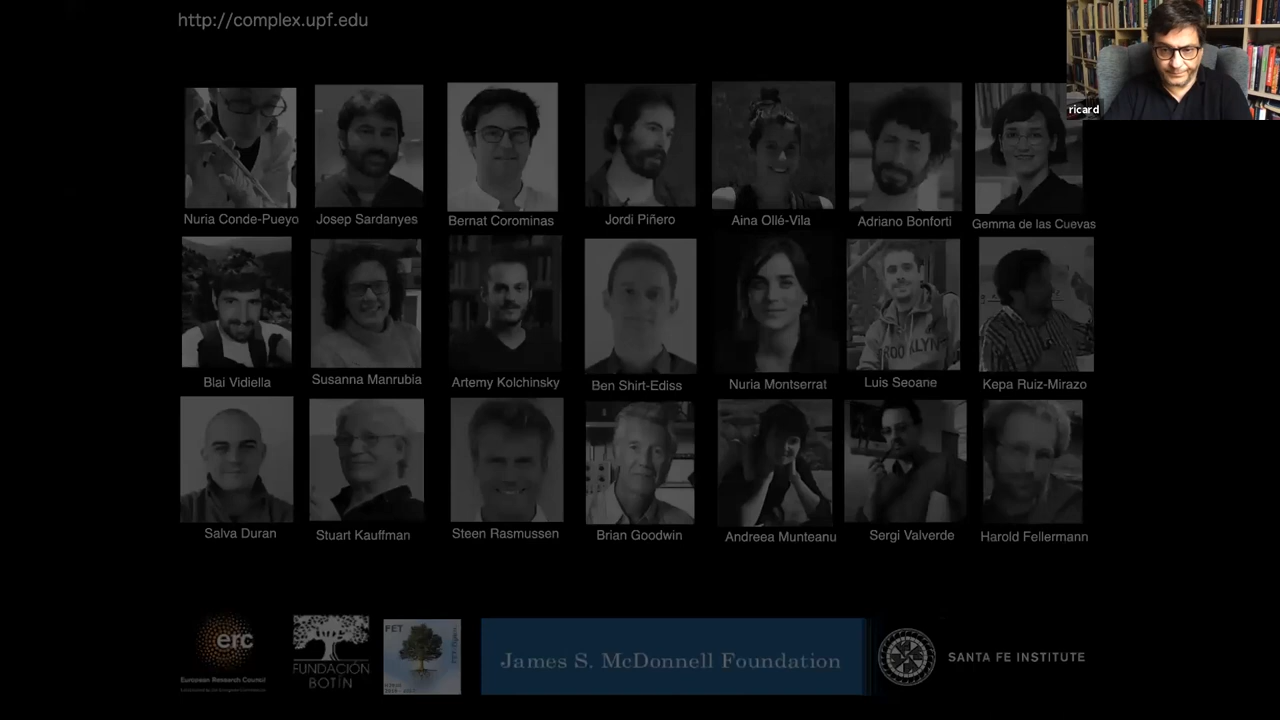 http://complex.upf.edu
ricard
Nuria Conde-Pueyo
Josep Sardanyes
Bernat Corominas
Jordi Piñero
Aina Ollé-Vila
Adriano Bonforti
Gemma de las Cuevas
Blai Vidiella
Susanna Manrubia
Artemy Kolchinsky
Ben Shirt-Ediss
Nuria Montserrat
Luis Seoane
Kepa Ruiz-Mirazo
Salva Duran
Stuart Kauffman
Steen Rasmussen
Brian Goodwin
Andreea Munteanu
Sergi Valverde
Harold Fellermann
erc
European Research Council
FUNDACIÓN
BOTÍN
FET
James S. McDonnell Foundation
SANTA FE INSTITUTE